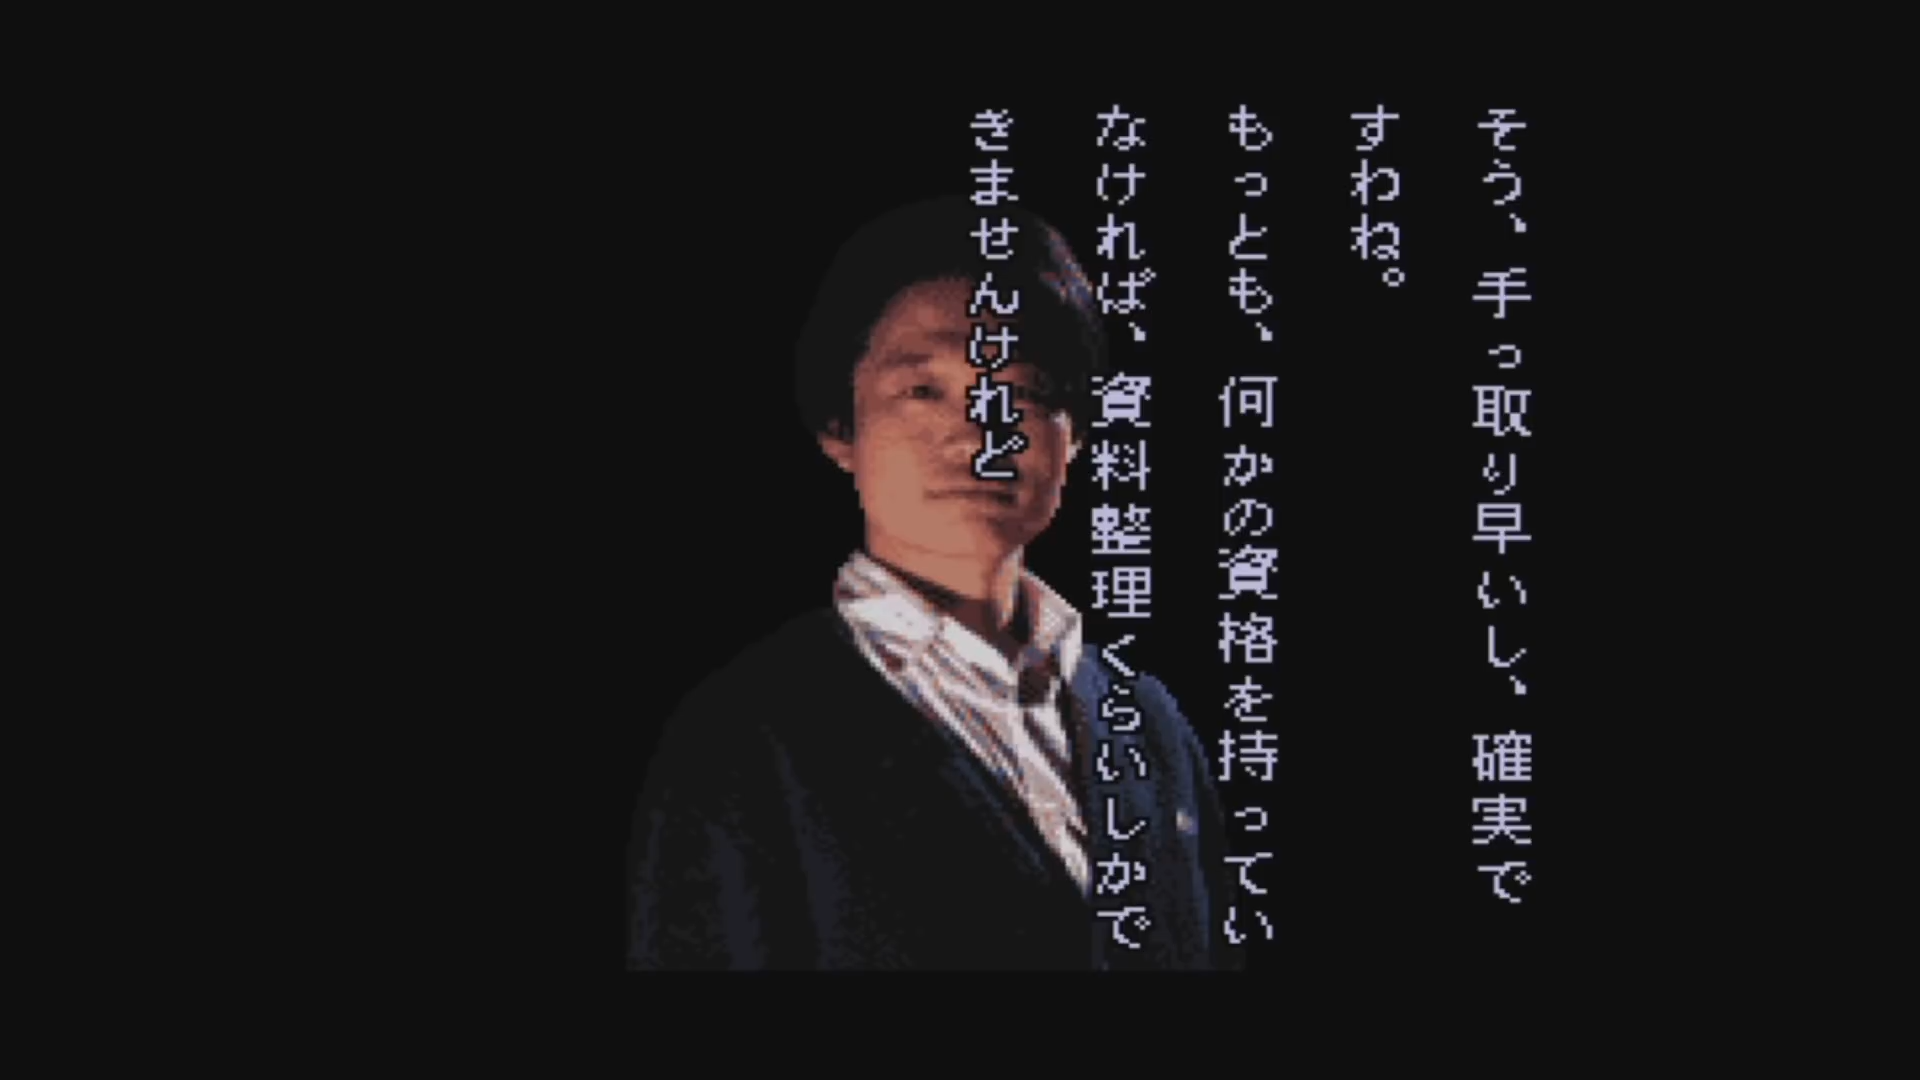 そう、手っ取り早いし、確実で
すわね。
もっとも、何かの資格を持ってい
なければ、資料整理くらいしかで
きませんけれど